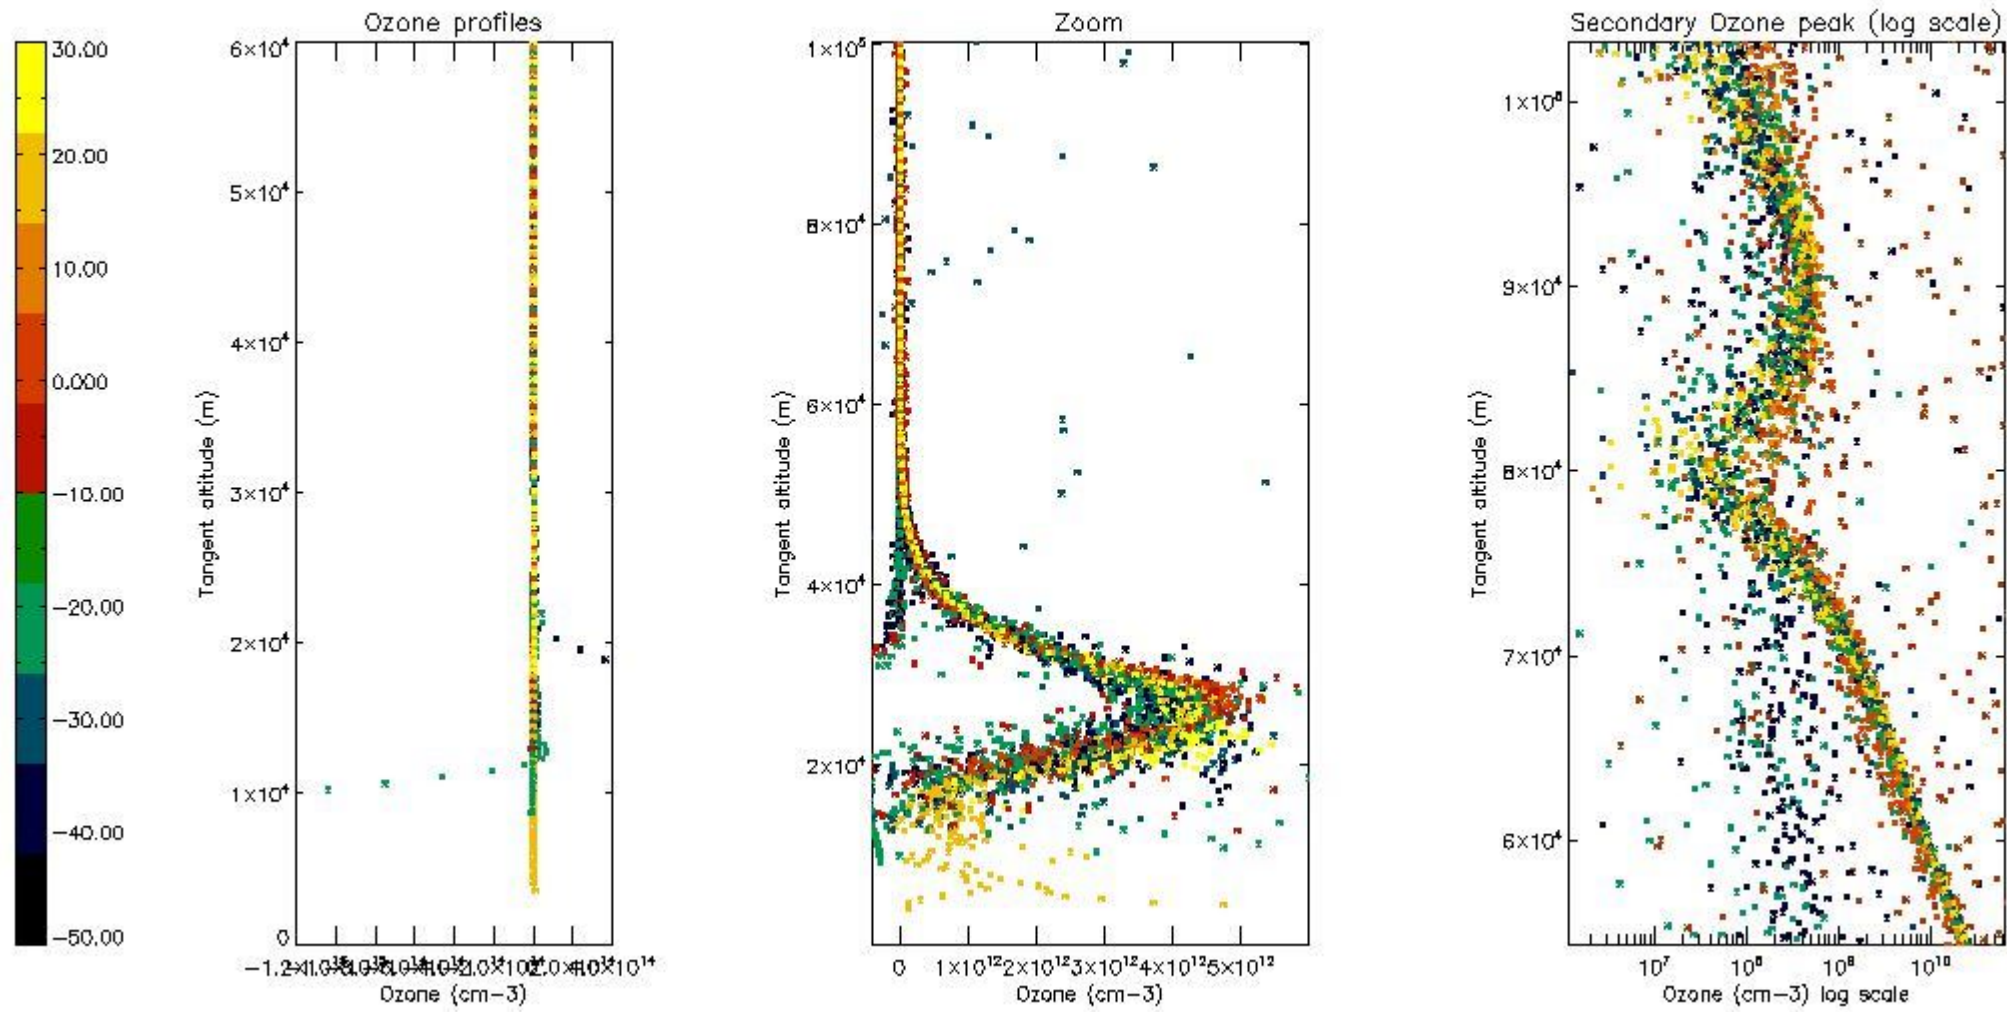 Ozone profiles
Zoom
Secondary Ozone peak (log scale)
30.00
20.00
10.00
0.000
−10.00
−20.00
−30.00
−40.00
−50.00
6×10⁴
5×10⁴
4×10⁴
3×10⁴
2×10⁴
1×10⁴
0
Tangent altitude (m)
Ozone (cm−3)
1×10⁵
8×10⁴
6×10⁴
4×10⁴
2×10⁴
Tangent altitude (m)
0 1×10¹² 2×10¹² 3×10¹² 4×10¹² 5×10¹²
Ozone (cm−3)
1×10⁵
9×10⁴
8×10⁴
7×10⁴
6×10⁴
Tangent altitude (m)
10⁷ 10⁸ 10⁹ 10¹⁰
Ozone (cm−3) log scale